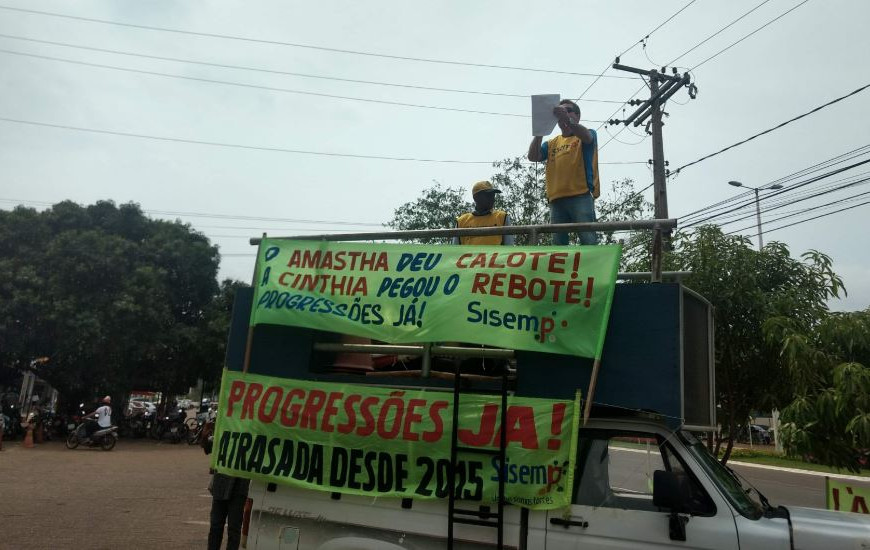 O AMASTHA DEU CALOTE!
A CINTHIA PEGOU O REBOTE!
PROGRESSÕES JÁ! Sisemp
PROGRESSÕES JÁ!
ATRASADA DESDE 2015 Sisemp